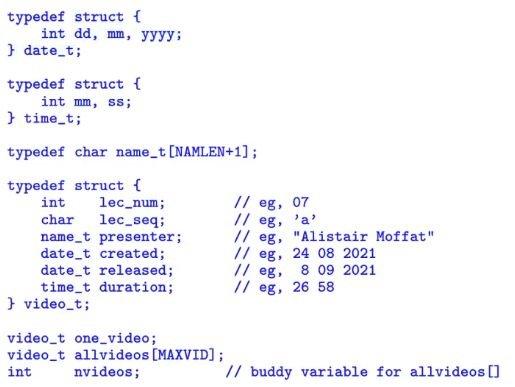 typedef struct {
    int dd, mm, yyyy;
} date_t;

typedef struct {
    int mm, ss;
} time_t;

typedef char name_t[NAMLEN+1];

typedef struct {
    int    lec_num;        // eg, 07
    char   lec_seq;        // eg, ’a’
    name_t presenter;      // eg, "Alistair Moffat"
    date_t created;        // eg, 24 08 2021
    date_t released;       // eg,  8 09 2021
    time_t duration;       // eg, 26 58
} video_t;

video_t one_video;
video_t allvideos[MAXVID];
int     nvideos;          // buddy variable for allvideos[]